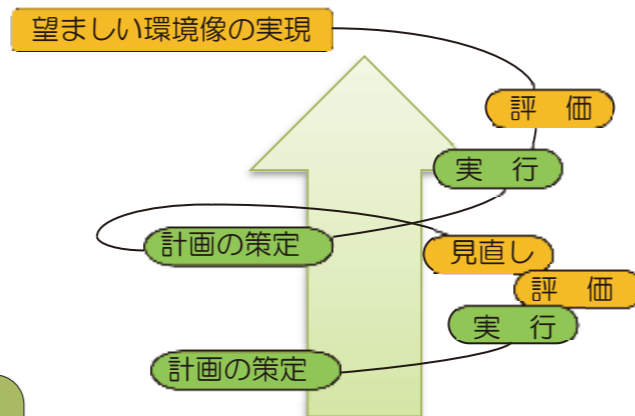 望ましい環境像の実現
評　価
実　行
計画の策定
見直し
評　価
実　行
計画の策定